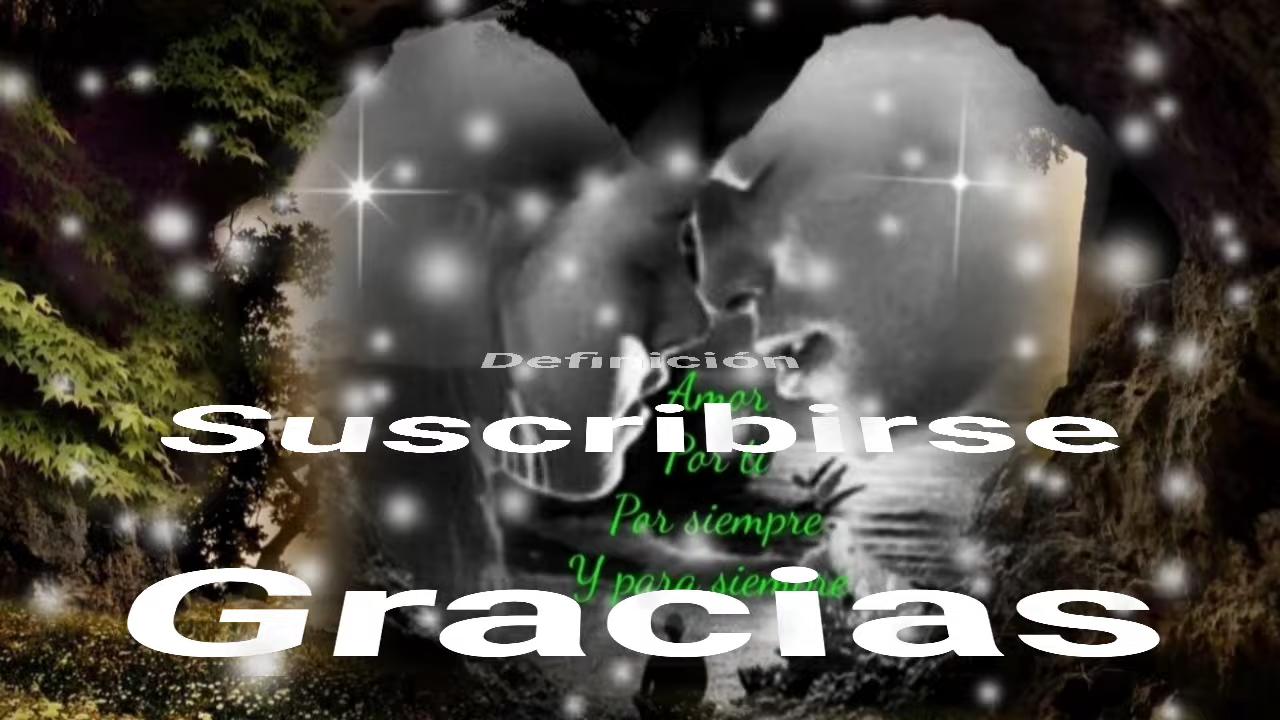 Definición
Amor
Suscribirse
Por ti
Por siempre
Y para siempre
Gracias